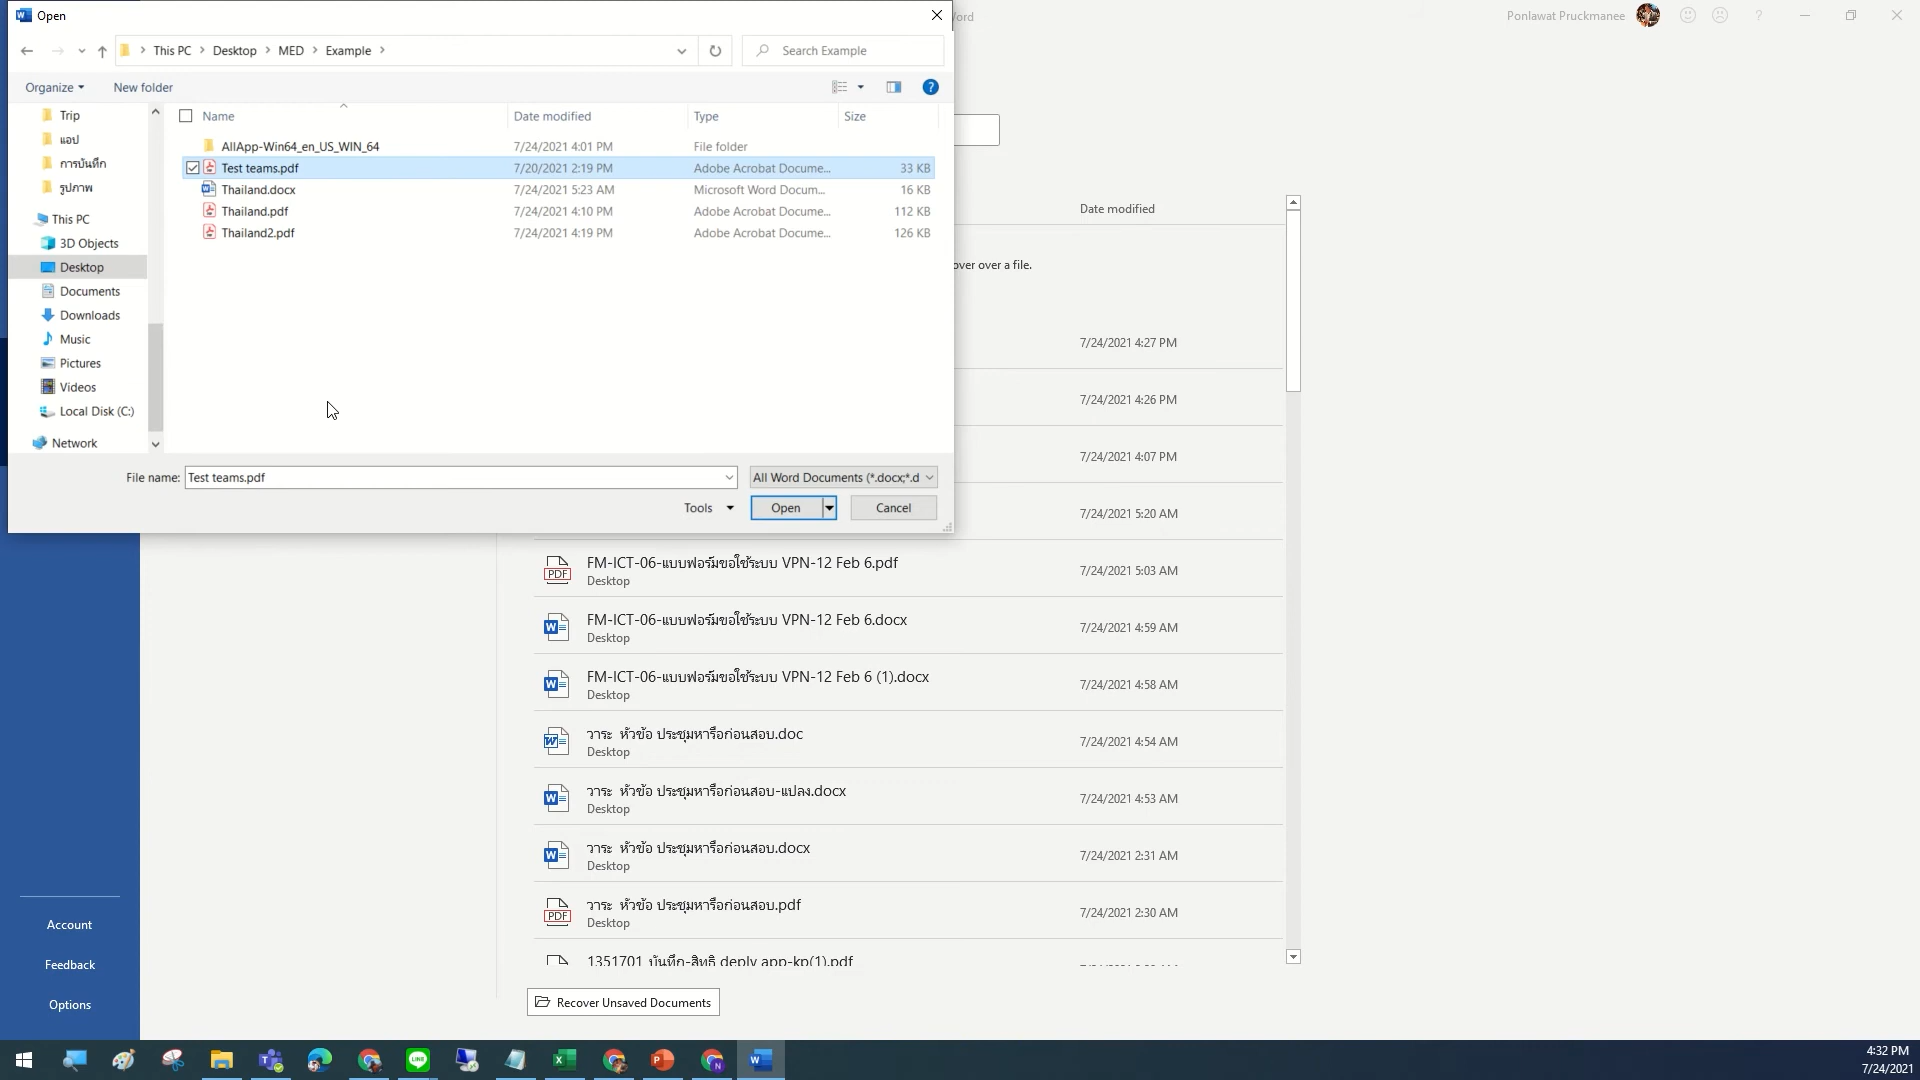 Open
Word
Ponlawat Pruckmanee
This PC > Desktop > MED > Example >
Search Example
Organize
New folder
Name
Date modified
Type
Size
AllApp-Win64_en_US_WIN_64
7/24/2021 4:01 PM
File folder
Test teams.pdf
7/20/2021 2:19 PM
Adobe Acrobat Docume...
33 KB
Thailand.docx
7/24/2021 5:23 AM
Microsoft Word Docum...
16 KB
Thailand.pdf
7/24/2021 4:10 PM
Adobe Acrobat Docume...
112 KB
Thailand2.pdf
7/24/2021 4:19 PM
Adobe Acrobat Docume...
126 KB
Trip
แอป
การบันทึก
รูปภาพ
This PC
3D Objects
Desktop
Documents
Downloads
Music
Pictures
Videos
Local Disk (C:)
Network
File name:
Test teams.pdf
All Word Documents (*.docx;*.d
Tools
Open
Cancel
Date modified
over over a file.
7/24/2021 4:27 PM
7/24/2021 4:26 PM
7/24/2021 4:07 PM
7/24/2021 5:20 AM
FM-ICT-06-แบบฟอร์มขอใช้ระบบ VPN-12 Feb 6.pdf
Desktop
7/24/2021 5:03 AM
FM-ICT-06-แบบฟอร์มขอใช้ระบบ VPN-12 Feb 6.docx
Desktop
7/24/2021 4:59 AM
FM-ICT-06-แบบฟอร์มขอใช้ระบบ VPN-12 Feb 6 (1).docx
Desktop
7/24/2021 4:58 AM
วาระ หัวข้อ ประชุมหารือก่อนสอบ.doc
Desktop
7/24/2021 4:54 AM
วาระ หัวข้อ ประชุมหารือก่อนสอบ-แปลง.docx
Desktop
7/24/2021 4:53 AM
วาระ หัวข้อ ประชุมหารือก่อนสอบ.docx
Desktop
7/24/2021 2:31 AM
วาระ หัวข้อ ประชุมหารือก่อนสอบ.pdf
Desktop
7/24/2021 2:30 AM
1351701 บันทึก-สิทธิ deply app-kp(1).pdf
Recover Unsaved Documents
Account
Feedback
Options
4:32 PM
7/24/2021